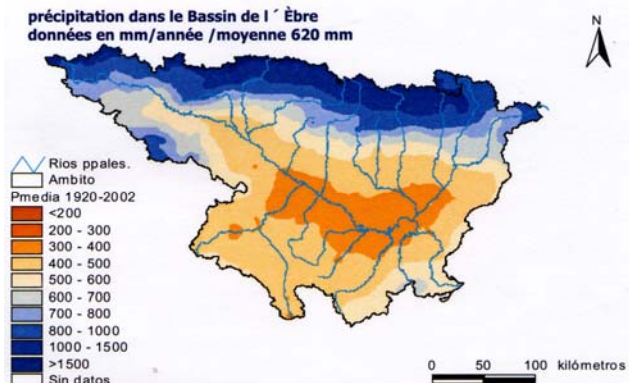 précipitation dans le Bassin de l ´ Èbre
données en mm/année /moyenne 620 mm
N
Rios ppales.
Ambito
Pmedia 1920-2002
<200
200 - 300
300 - 400
400 - 500
500 - 600
600 - 700
700 - 800
800 - 1000
1000 - 1500
>1500
Sin datos
0 50 100 kilómetros